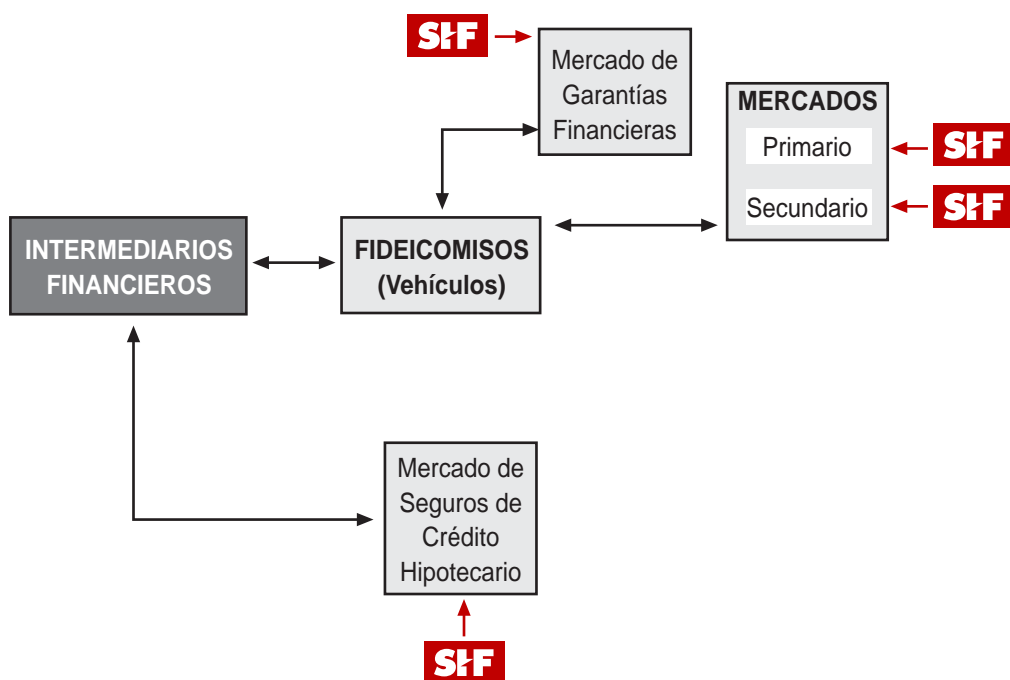 SHF
Mercado de
Garantías
Financieras
MERCADOS
Primario
SHF
Secundario
SHF
INTERMEDIARIOS
FINANCIEROS
FIDEICOMISOS
(Vehículos)
Mercado de
Seguros de
Crédito
Hipotecario
SHF